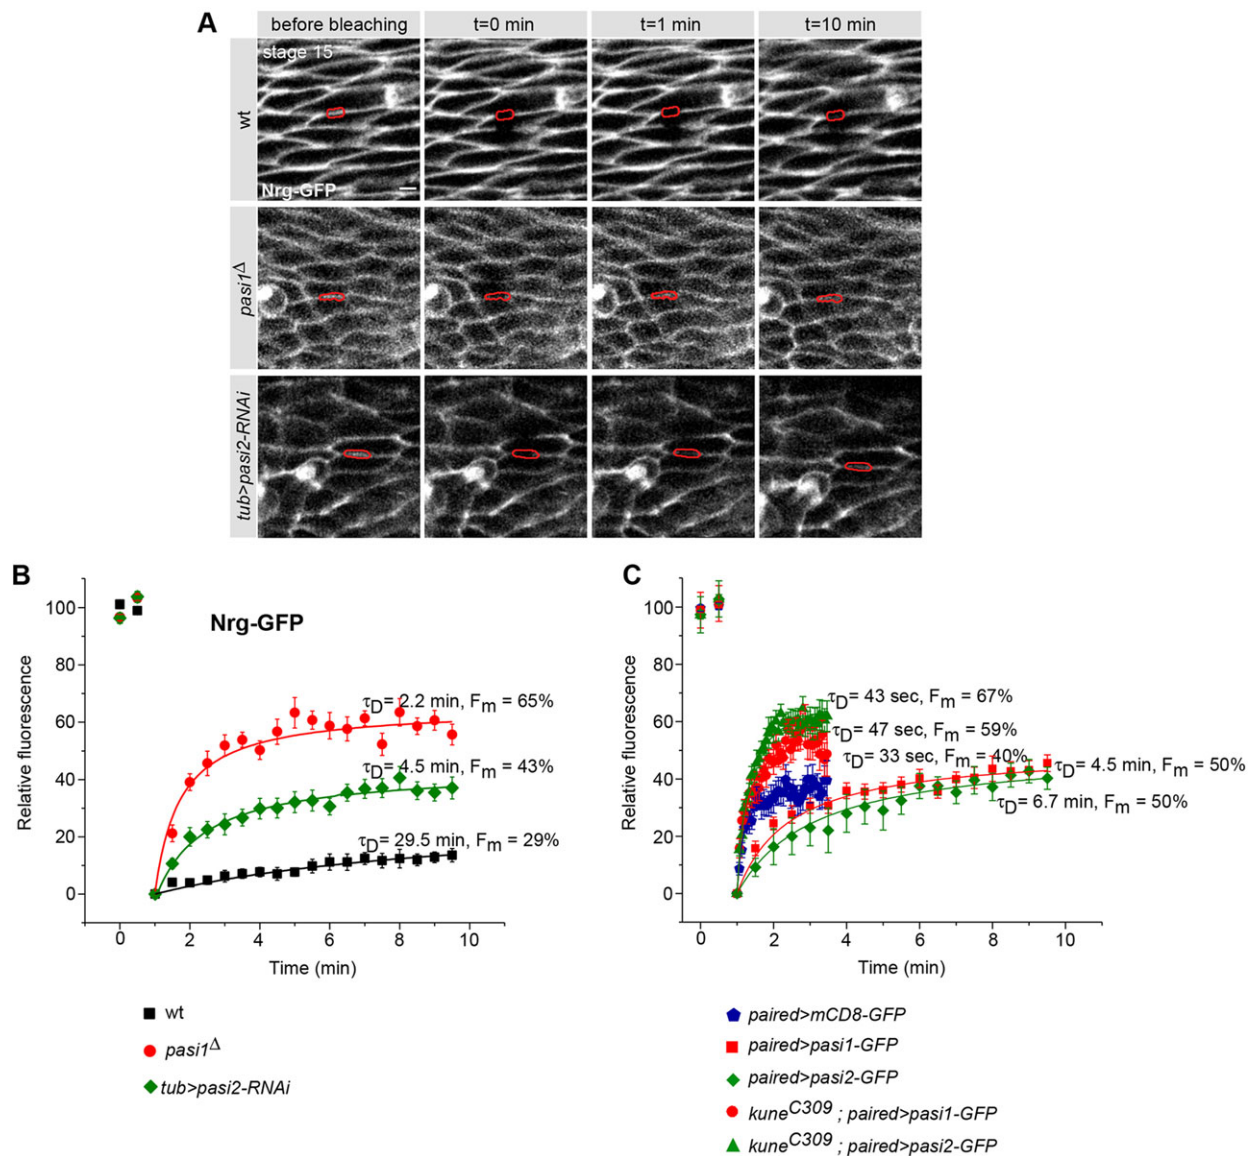 A
before bleaching
t=0 min
t=1 min
t=10 min
wt
stage 15
Nrg-GFP
pasi1Δ
tub>pasi2-RNAi
B
Nrg-GFP
Relative fluorescence
100
80
60
40
20
0
τD= 2.2 min, Fm = 65%
τD= 4.5 min, Fm = 43%
τD= 29.5 min, Fm = 29%
0 2 4 6 8 10
Time (min)
wt
pasi1Δ
tub>pasi2-RNAi
C
Relative fluorescence
100
80
60
40
20
0
τD= 43 sec, Fm = 67%
τD= 47 sec, Fm = 59%
τD= 33 sec, Fm = 40%
τD= 4.5 min, Fm = 50%
τD= 6.7 min, Fm = 50%
0 2 4 6 8 10
Time (min)
paired>mCD8-GFP
paired>pasi1-GFP
paired>pasi2-GFP
kuneC309 ; paired>pasi1-GFP
kuneC309 ; paired>pasi2-GFP